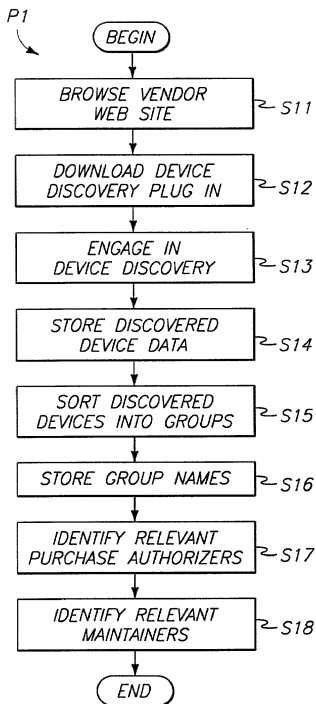 P1
BEGIN
BROWSE VENDOR
WEB SITE
S11
DOWNLOAD DEVICE
DISCOVERY PLUG IN
S12
ENGAGE IN
DEVICE DISCOVERY
S13
STORE DISCOVERED
DEVICE DATA
S14
SORT DISCOVERED
DEVICES INTO GROUPS
S15
STORE GROUP NAMES
S16
IDENTIFY RELEVANT
PURCHASE AUTHORIZERS
S17
IDENTIFY RELEVANT
MAINTAINERS
S18
END